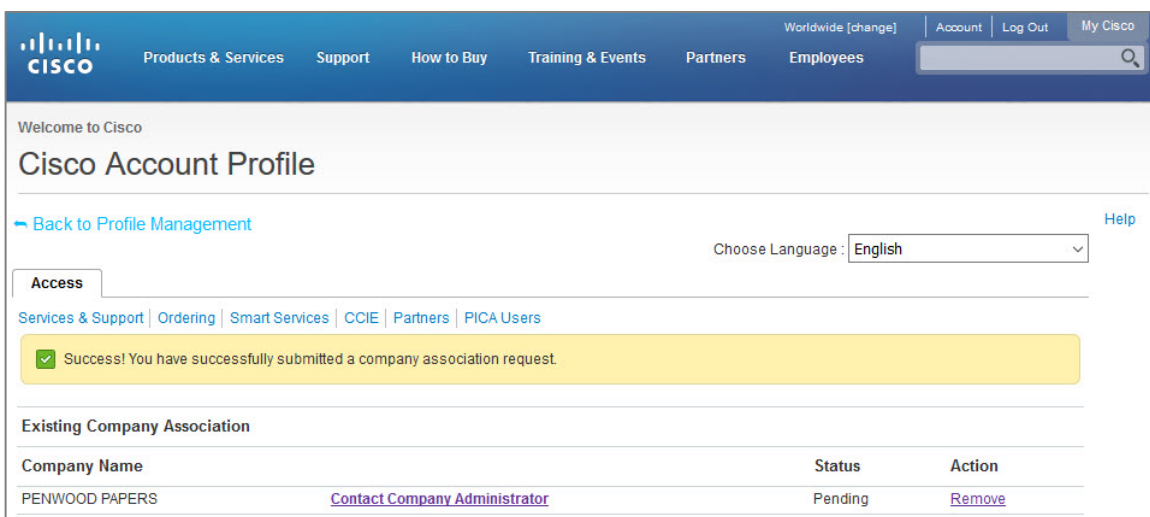 Worldwide [change] Account Log Out My Cisco
CISCO Products & Services Support How to Buy Training & Events Partners Employees
Welcome to Cisco
Cisco Account Profile
Back to Profile Management Help
Choose Language : English
Access
Services & Support Ordering Smart Services CCIE Partners PICA Users
Success! You have successfully submitted a company association request.
Existing Company Association
Company Name Status Action
PENWOOD PAPERS Contact Company Administrator Pending Remove